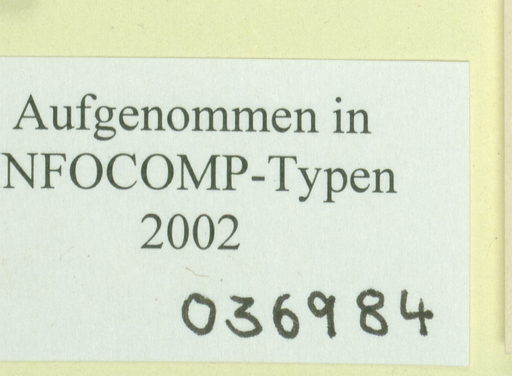 Aufgenommen in
NFOCOMP-Typen
2002
036984